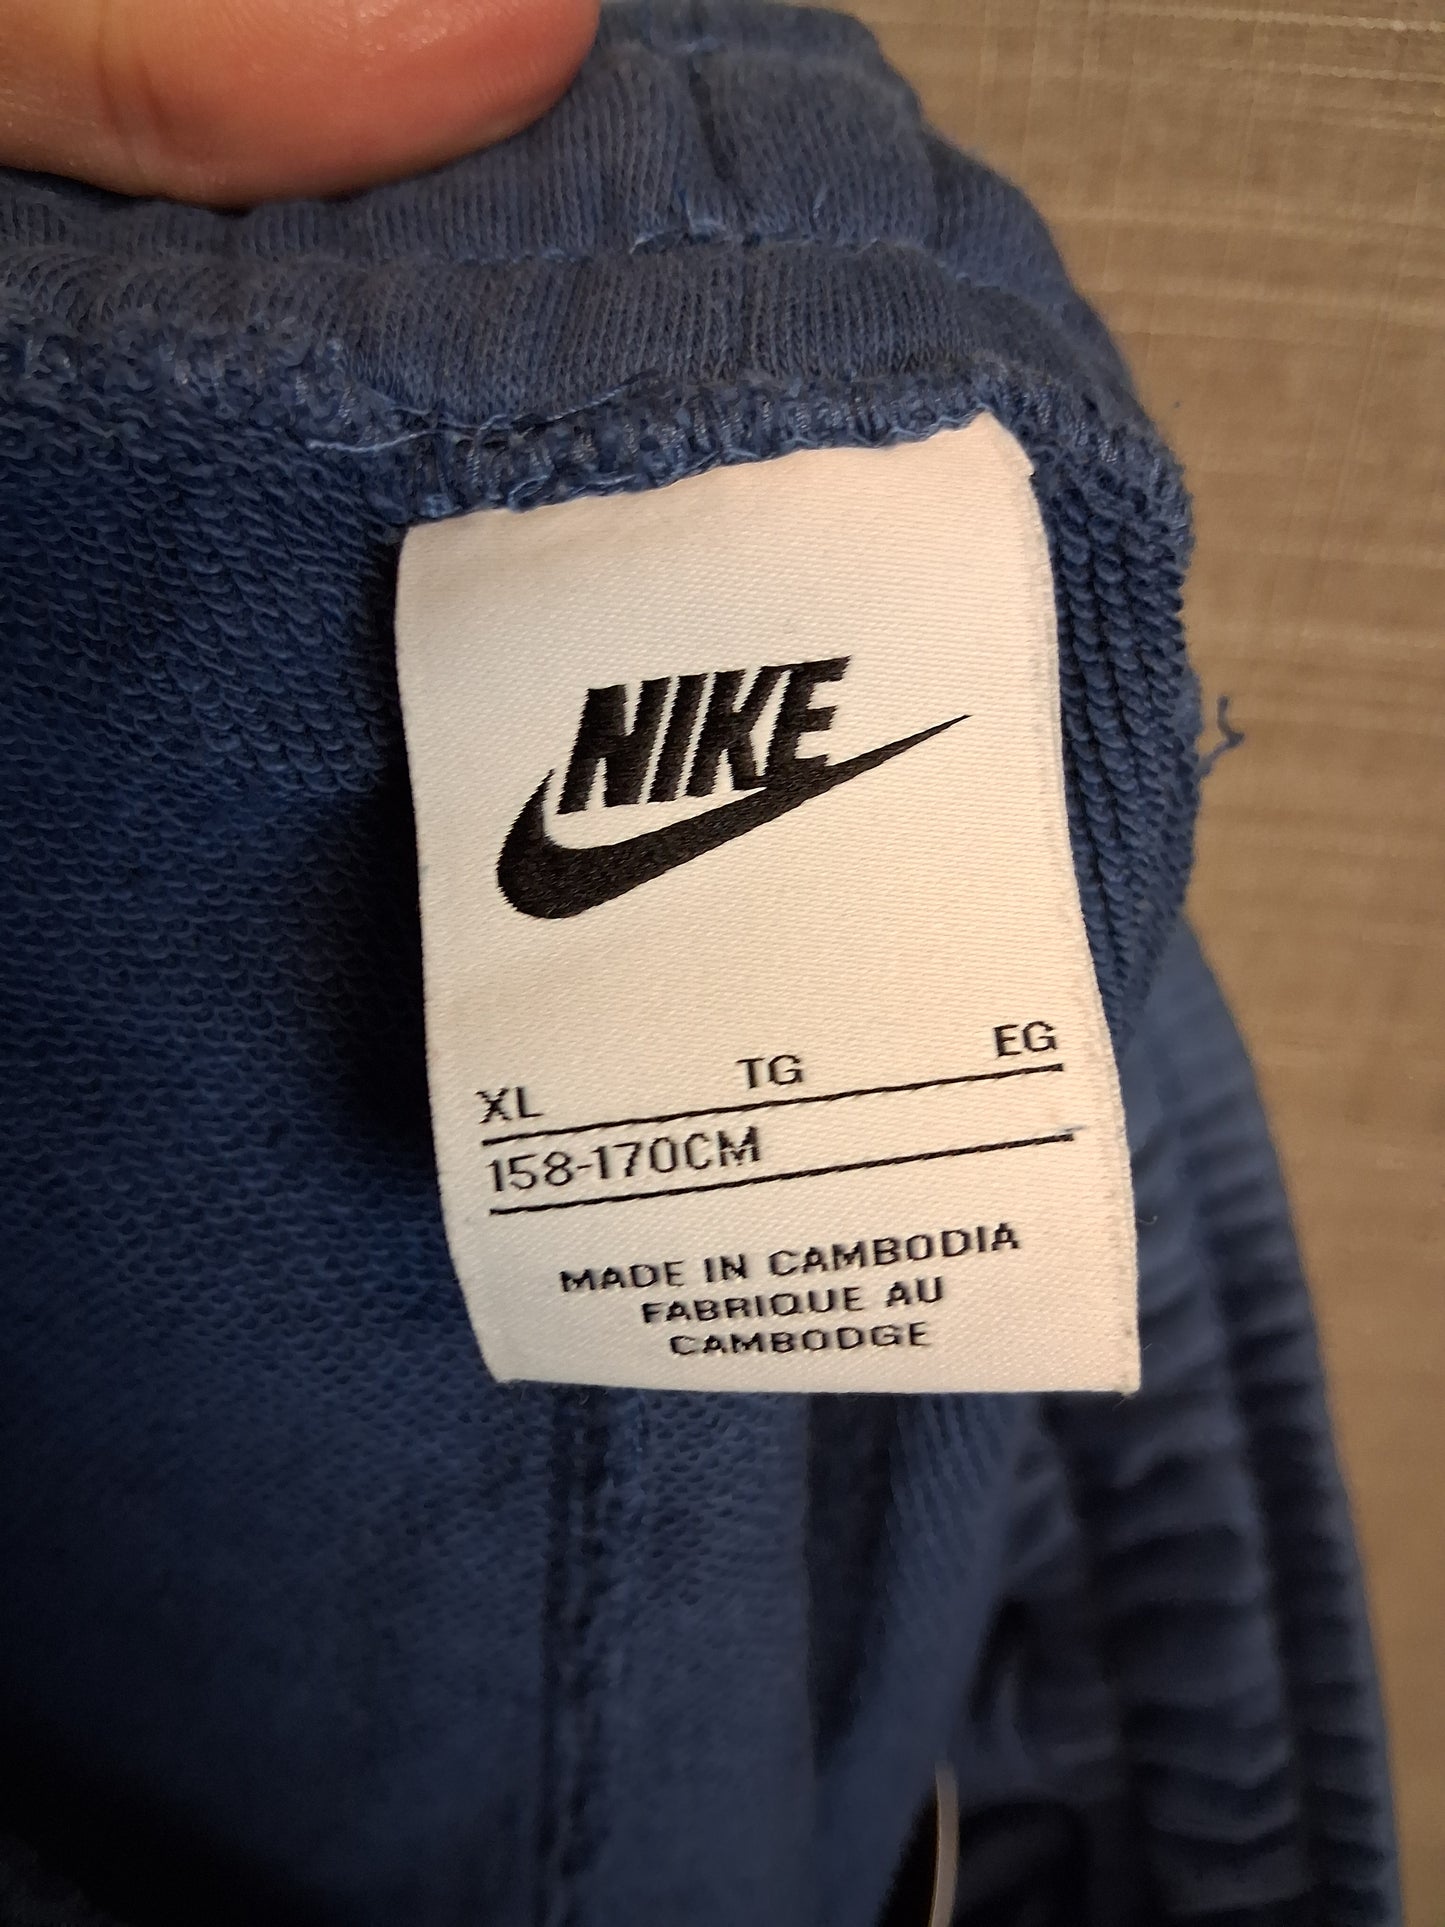 NIKE
XL TG EG
158-170CM
MADE IN CAMBODIA
FABRIQUE AU
CAMBODGE